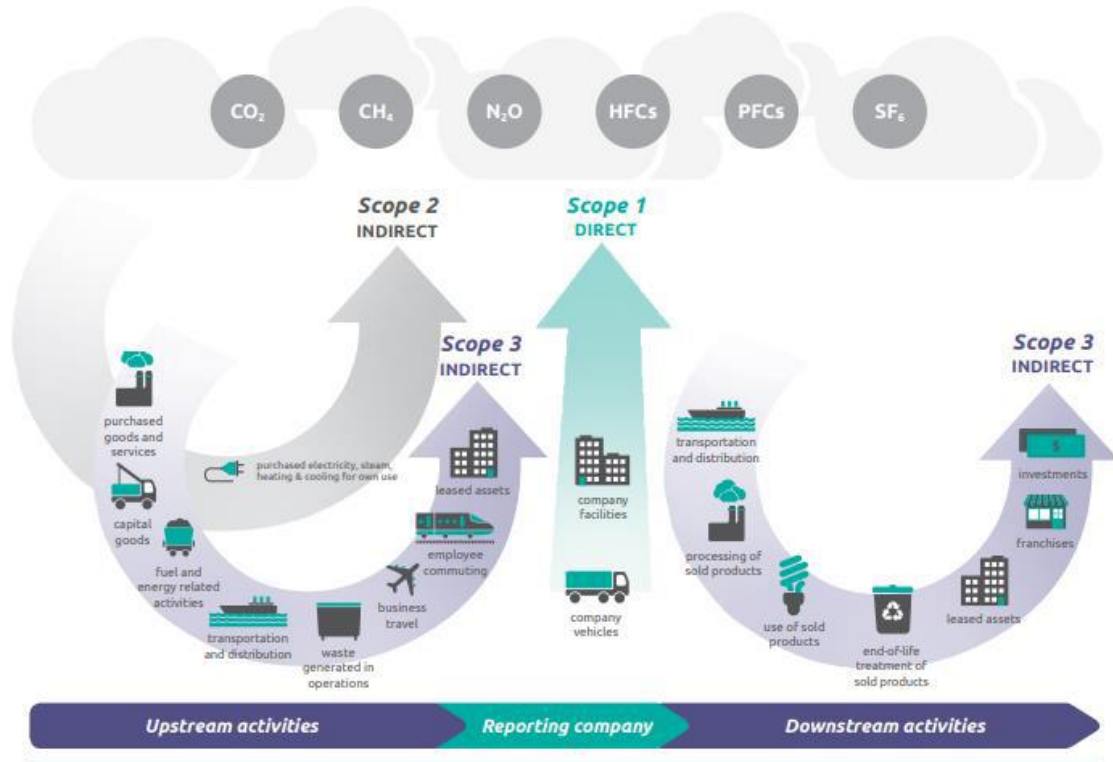 CO₂
CH₄
N₂O
HFCs
PFCs
SF₆
Scope 2
INDIRECT
Scope 1
DIRECT
Scope 3
INDIRECT
Scope 3
INDIRECT
purchased
goods and
services
capital
goods
fuel and
energy related
activities
transportation
and distribution
waste
generated in
operations
business
travel
employee
commuting
leased assets
purchased electricity, steam,
heating & cooling for own use
company
facilities
company
vehicles
transportation
and distribution
processing of
sold products
use of sold
products
end-of-life
treatment of
sold products
leased assets
franchises
$
investments
Upstream activities
Reporting company
Downstream activities